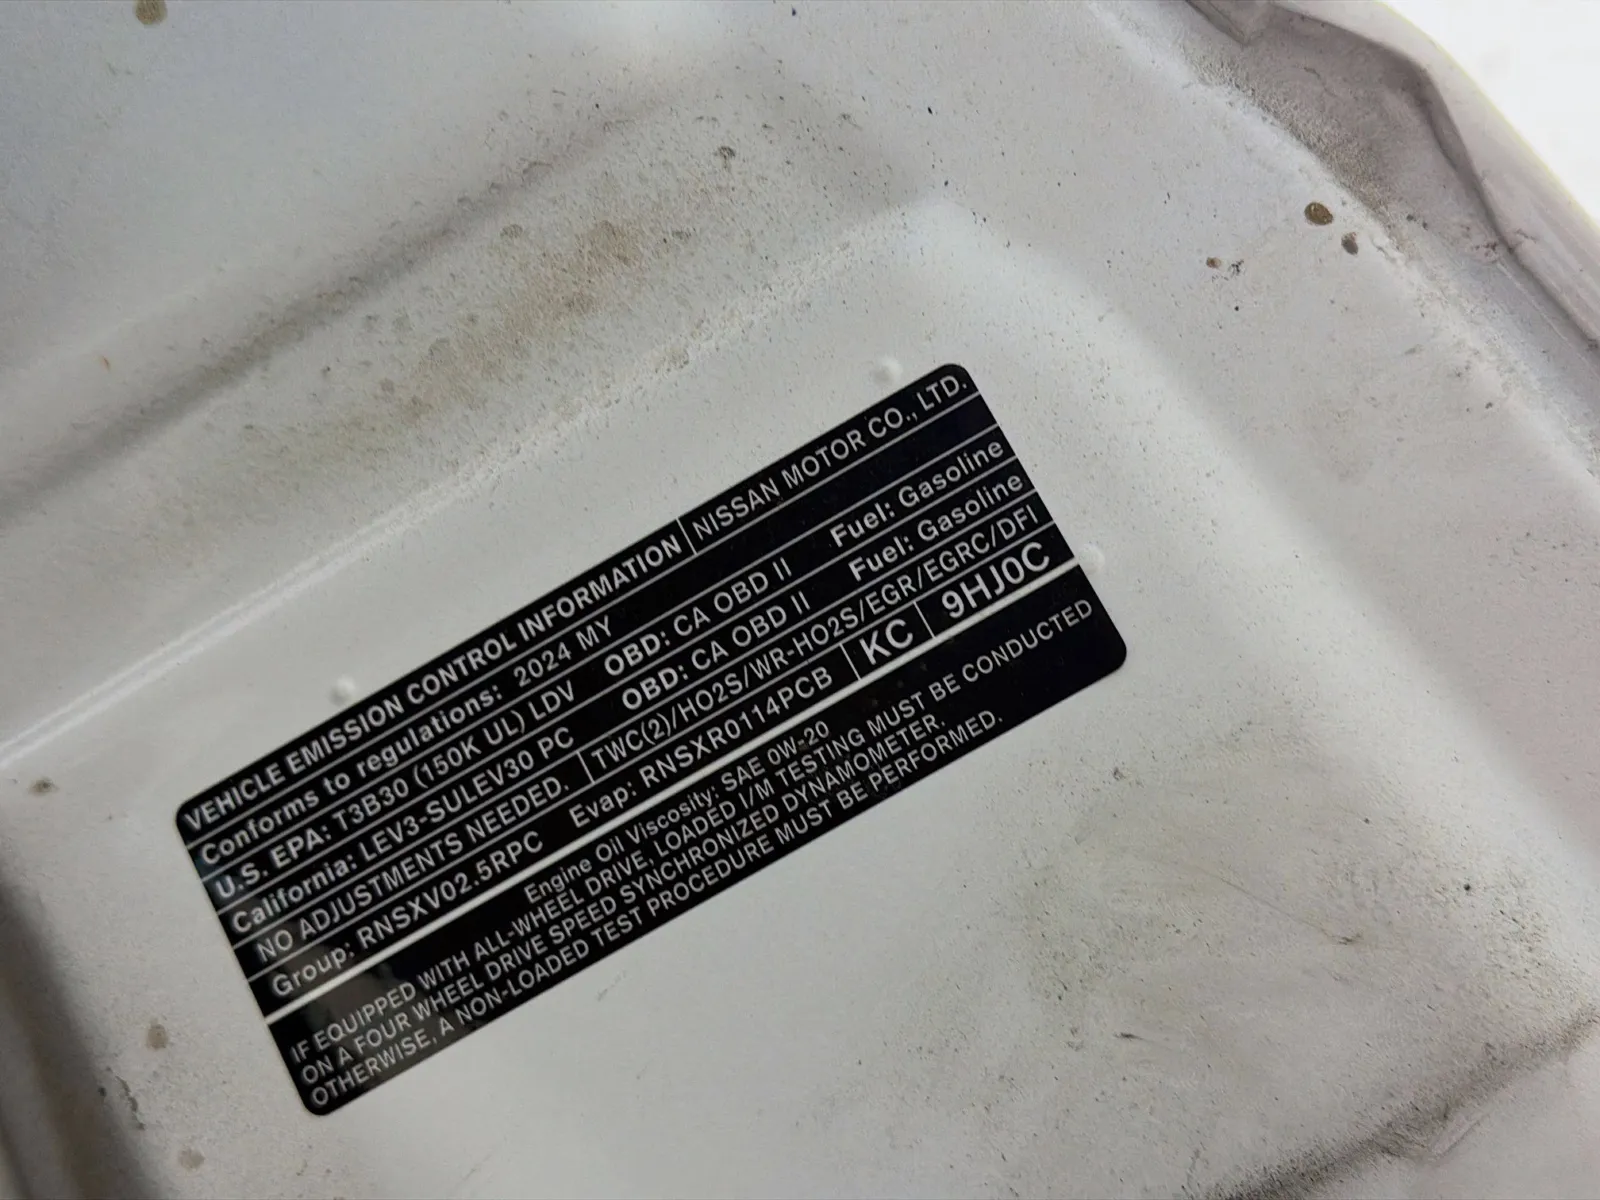 VEHICLE EMISSION CONTROL INFORMATION | NISSAN MOTOR CO., LTD.
Conforms to regulations: 2024 MY
U.S. EPA: T3B30 (150K UL) LDV OBD: CA OBD II Fuel: Gasoline
California: LEV3-SULEV30 PC OBD: CA OBD II Fuel: Gasoline
NO ADJUSTMENTS NEEDED. | TWC(2)/HO2S/WR-HO2S/EGR/EGRC/DFI
Group: RNSXV02.5RPC Evap: RNSXR0114PCB | KC | 9HJ0C
Engine Oil Viscosity: SAE 0W-20
IF EQUIPPED WITH ALL-WHEEL DRIVE, LOADED I/M TESTING MUST BE CONDUCTED
ON A FOUR WHEEL DRIVE SPEED SYNCHRONIZED DYNAMOMETER.
OTHERWISE, A NON-LOADED TEST PROCEDURE MUST BE PERFORMED.